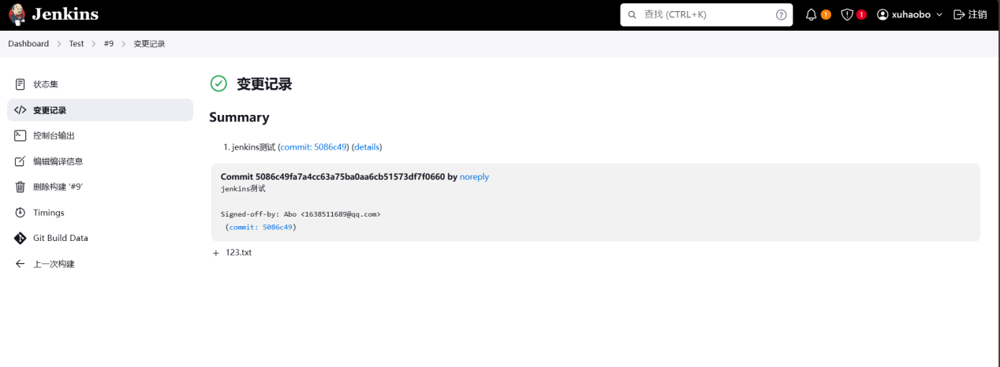 Jenkins
查找 (CTRL+K)
1
1
xuhaobo
注销
Dashboard
Test
#9
变更记录
状态集
变更记录
控制台输出
编辑编译信息
删除构建 ‘#9’
Timings
Git Build Data
上一次构建
变更记录
Summary
1. jenkins测试 (commit: 5086c49) (details)
Commit 5086c49fa7a4cc63a75ba0aa6cb51573df7f0660 by noreply
jenkins测试
Signed-off-by: Abo <1638511689@qq.com>
(commit: 5086c49)
+ 123.txt